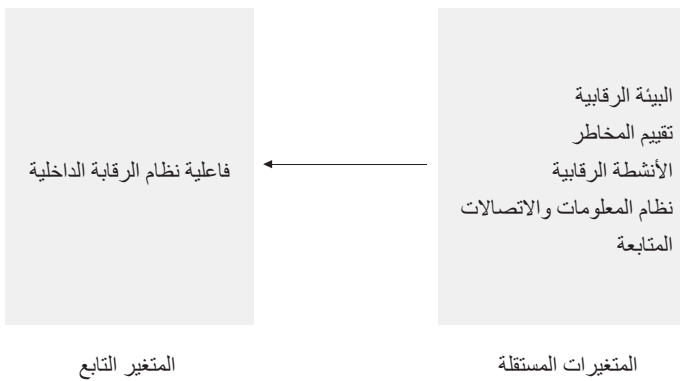 البيئة الرقابية
تقييم المخاطر
الأنشطة الرقابية
نظام المعلومات والاتصالات
المتابعة
فاعلية نظام الرقابة الداخلية
المتغيرات المستقلة
المتغير التابع